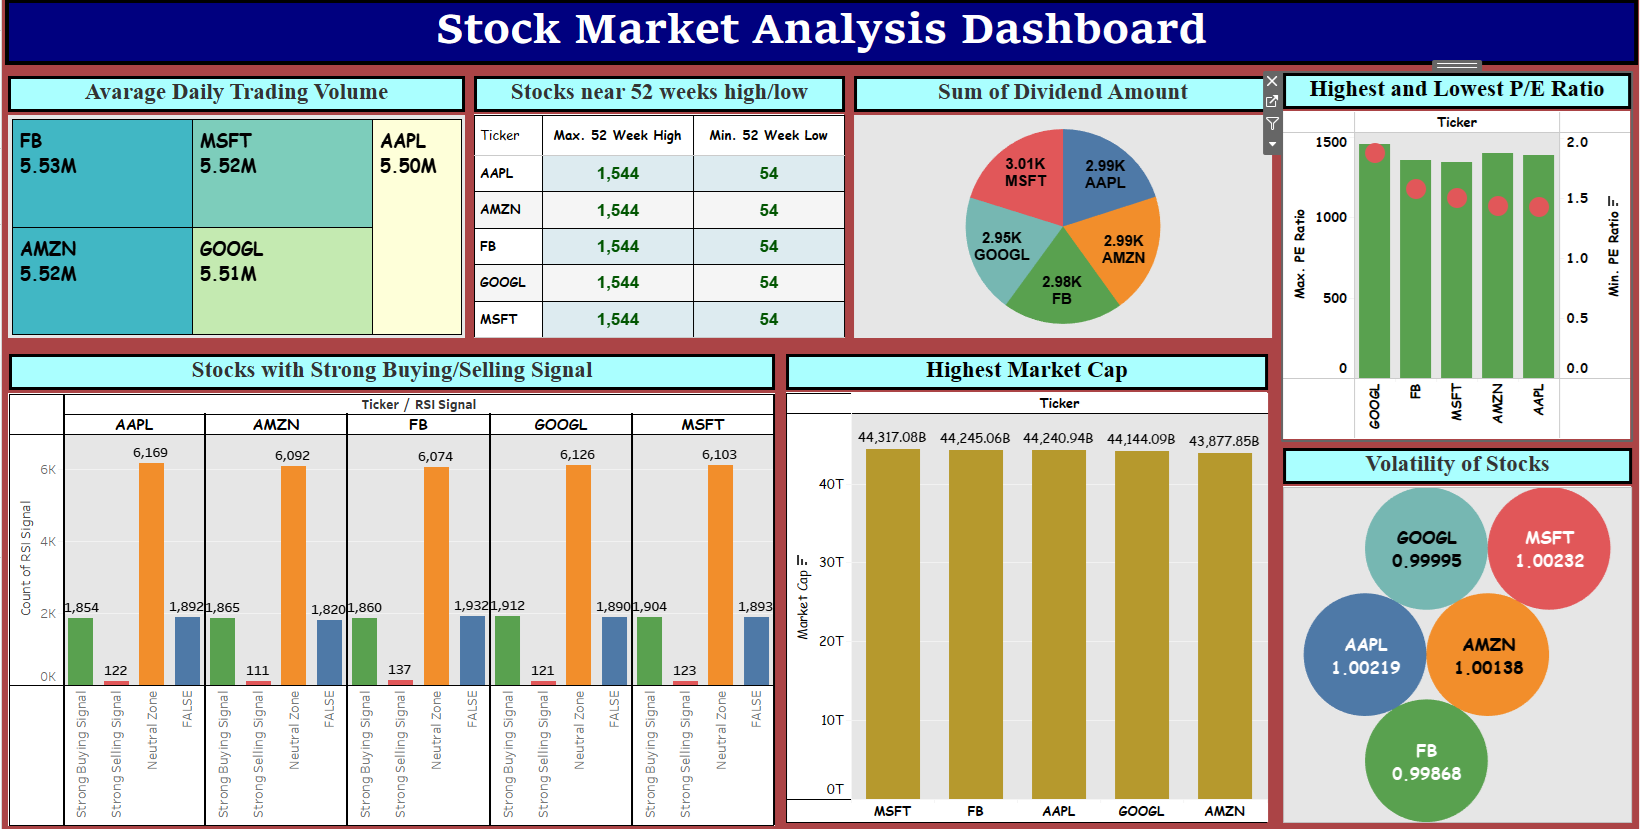 Stock Market Analysis Dashboard
Avarage Daily Trading Volume
FB
5.53M
MSFT
5.52M
AAPL
5.50M
AMZN
5.52M
GOOGL
5.51M
Stocks near 52 weeks high/low
Ticker Max. 52 Week High Min. 52 Week Low
AAPL 1,544 54
AMZN 1,544 54
FB 1,544 54
GOOGL 1,544 54
MSFT 1,544 54
Sum of Dividend Amount
3.01K
MSFT
2.99K
AAPL
2.95K
GOOGL
2.99K
AMZN
2.98K
FB
Highest and Lowest P/E Ratio
Ticker
Max. PE Ratio
1500
1000
500
0
2.0
1.5
1.0
0.5
0.0
Min. PE Ratio
GOOGL
FB
MSFT
AMZN
AAPL
Stocks with Strong Buying/Selling Signal
Ticker / RSI Signal
AAPL AMZN FB GOOGL MSFT
Count of RSI Signal
6K
4K
2K
0K
1,854 122 6,169 1,892
1,865 111 6,092 1,820
1,860 137 6,074 1,932
1,912 121 6,126 1,890
1,904 123 6,103 1,893
Strong Buying Signal
Strong Selling Signal
Neutral Zone
FALSE
Strong Buying Signal
Strong Selling Signal
Neutral Zone
FALSE
Strong Buying Signal
Strong Selling Signal
Neutral Zone
FALSE
Strong Buying Signal
Strong Selling Signal
Neutral Zone
FALSE
Strong Buying Signal
Strong Selling Signal
Neutral Zone
FALSE
Highest Market Cap
Ticker
44,317.08B 44,245.06B 44,240.94B 44,144.09B 43,877.85B
Market Cap
40T
30T
20T
10T
0T
MSFT FB AAPL GOOGL AMZN
Volatility of Stocks
GOOGL
0.99995
MSFT
1.00232
AAPL
1.00219
AMZN
1.00138
FB
0.99868